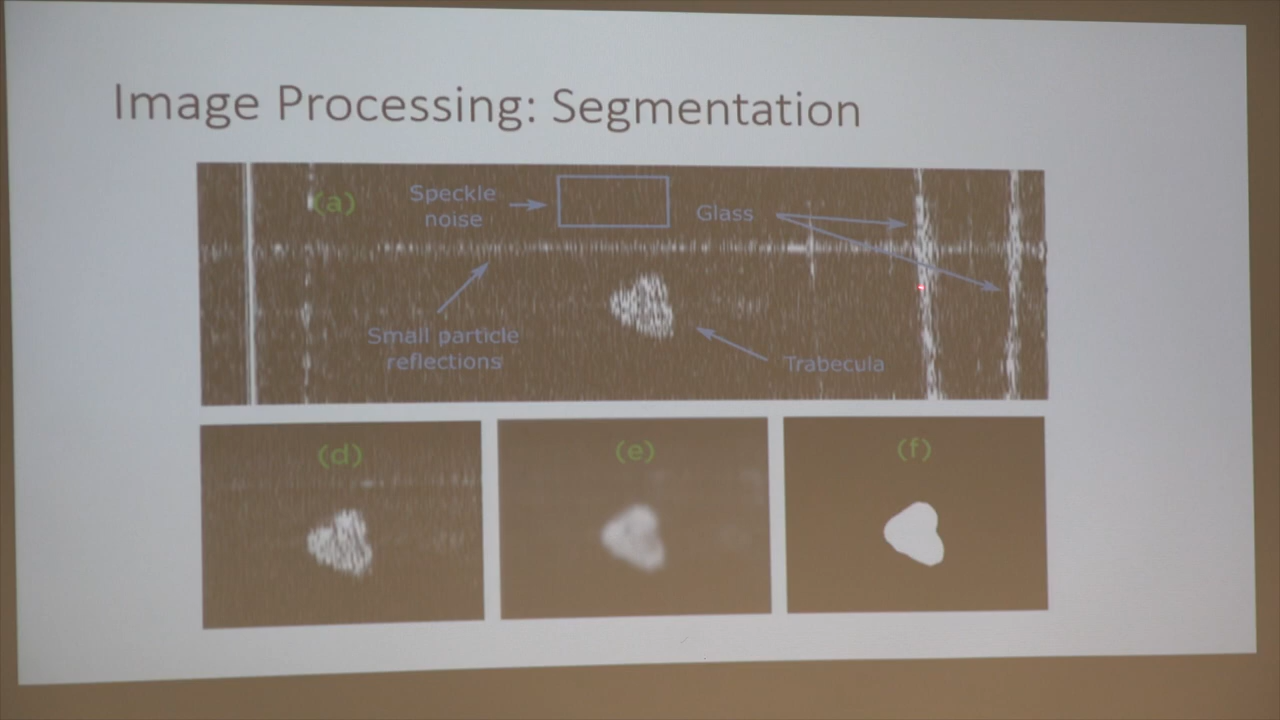 Image Processing: Segmentation
(a)
Speckle
noise
Glass
Small particle
reflections
Trabecula
(d)
(e)
(f)